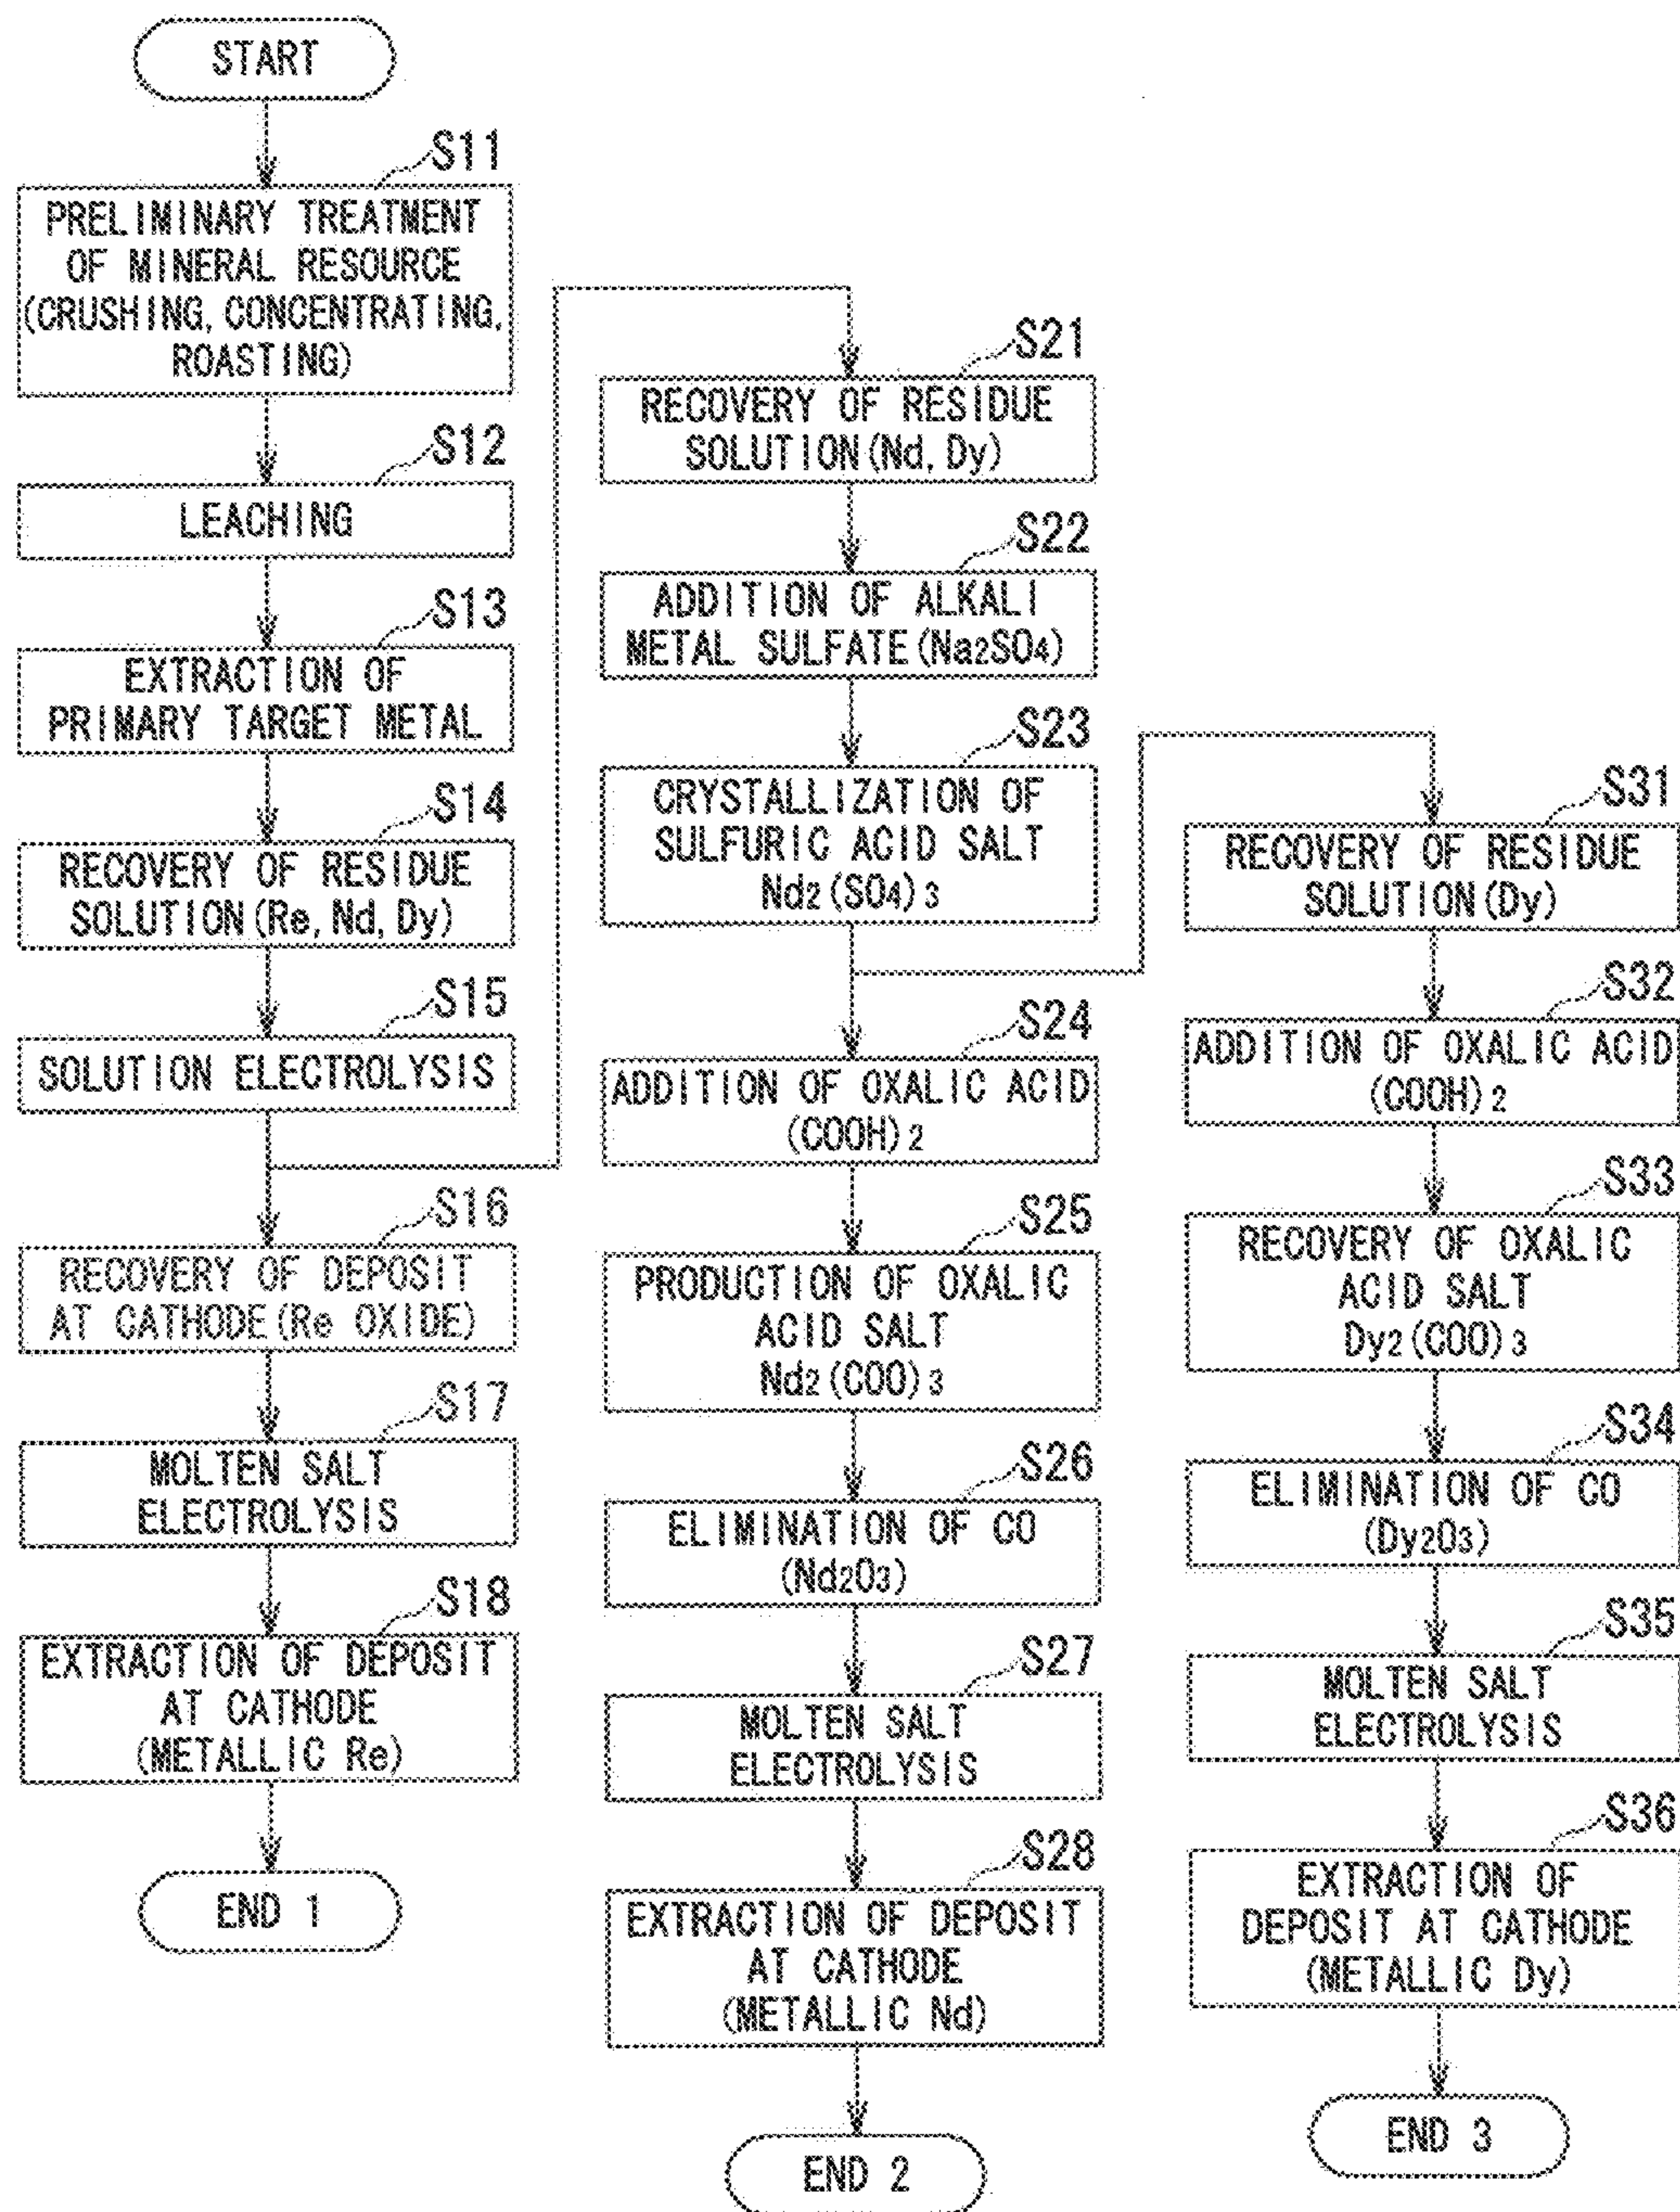 START
S11
PRELIMINARY TREATMENT
OF MINERAL RESOURCE
(CRUSHING, CONCENTRATING,
ROASTING)
S12
LEACHING
S13
EXTRACTION OF
PRIMARY TARGET METAL
S14
RECOVERY OF RESIDUE
SOLUTION(Re, Nd, Dy)
S15
SOLUTION ELECTROLYSIS
S16
RECOVERY OF DEPOSIT
AT CATHODE(Re OXIDE)
S17
MOLTEN SALT
ELECTROLYSIS
S18
EXTRACTION OF DEPOSIT
AT CATHODE
(METALLIC Re)
END 1
S21
RECOVERY OF RESIDUE
SOLUTION(Nd, Dy)
S22
ADDITION OF ALKALI
METAL SULFATE(Na2SO4)
S23
CRYSTALLIZATION OF
SULFURIC ACID SALT
Nd2(SO4)3
S24
ADDITION OF OXALIC ACID
(COOH)2
S25
PRODUCTION OF OXALIC
ACID SALT
Nd2(COO)3
S26
ELIMINATION OF CO
(Nd2O3)
S27
MOLTEN SALT
ELECTROLYSIS
S28
EXTRACTION OF DEPOSIT
AT CATHODE
(METALLIC Nd)
END 2
S31
RECOVERY OF RESIDUE
SOLUTION(Dy)
S32
ADDITION OF OXALIC ACID
(COOH)2
S33
RECOVERY OF OXALIC
ACID SALT
Dy2(COO)3
S34
ELIMINATION OF CO
(Dy2O3)
S35
MOLTEN SALT
ELECTROLYSIS
S36
EXTRACTION OF
DEPOSIT AT CATHODE
(METALLIC Dy)
END 3